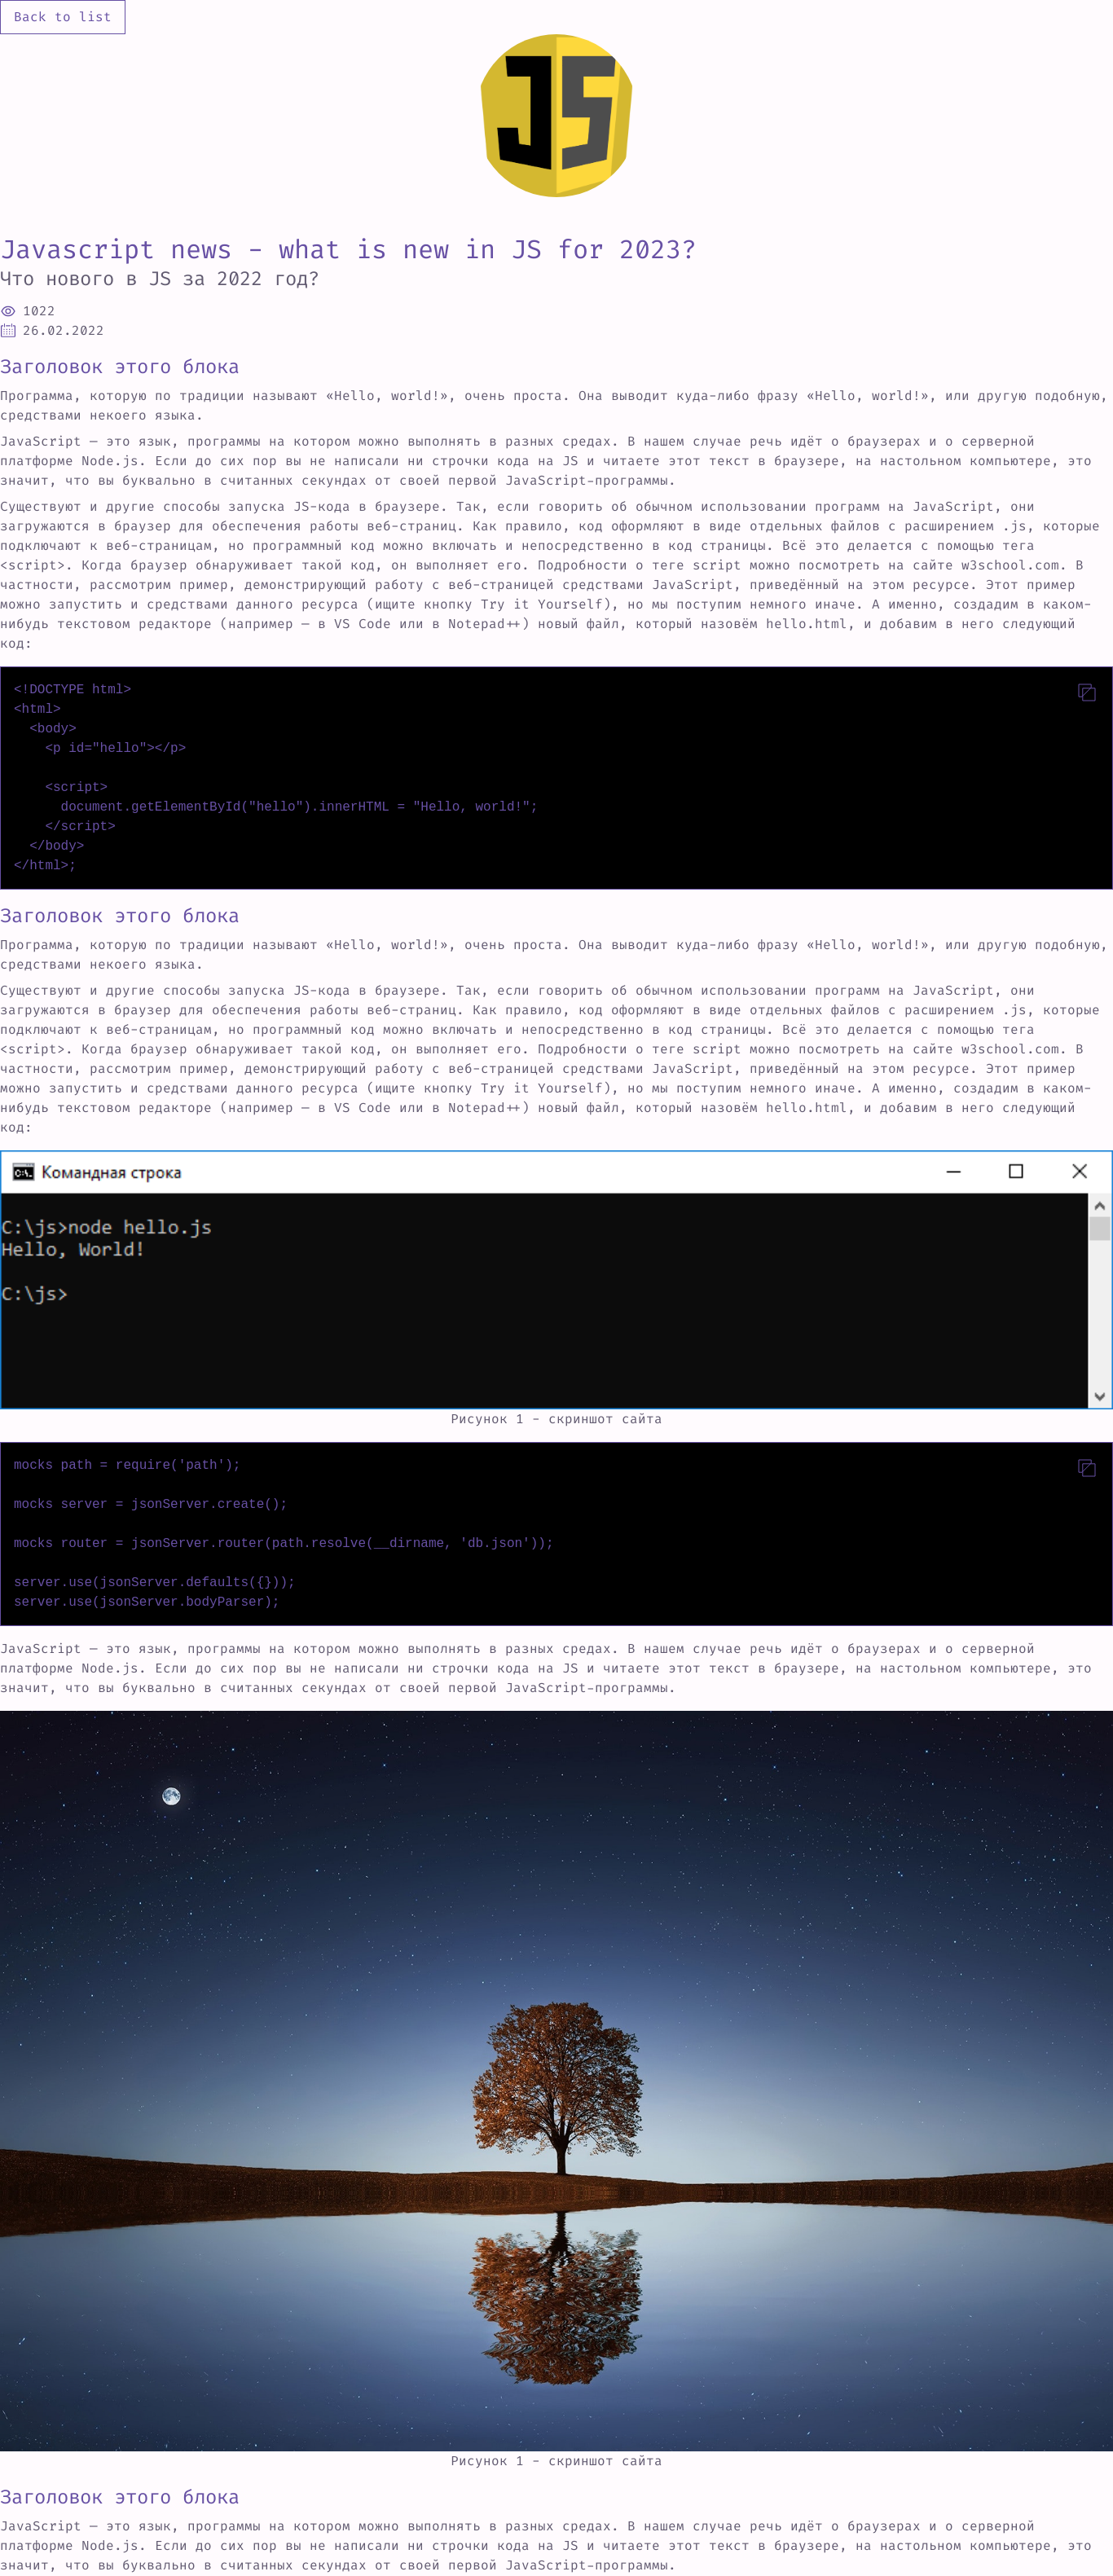 Back to list
JS
Javascript news - what is new in JS for 2023?
Что нового в JS за 2022 год?
1022
26.02.2022
Заголовок этого блока
Программа, которую по традиции называют «Hello, world!», очень проста. Она выводит куда-либо фразу «Hello, world!», или другую подобную,
средствами некоего языка.
JavaScript — это язык, программы на котором можно выполнять в разных средах. В нашем случае речь идёт о браузерах и о серверной
платформе Node.js. Если до сих пор вы не написали ни строчки кода на JS и читаете этот текст в браузере, на настольном компьютере, это
значит, что вы буквально в считанных секундах от своей первой JavaScript-программы.
Существуют и другие способы запуска JS-кода в браузере. Так, если говорить об обычном использовании программ на JavaScript, они
загружаются в браузер для обеспечения работы веб-страниц. Как правило, код оформляют в виде отдельных файлов с расширением .js, которые
подключают к веб-страницам, но программный код можно включать и непосредственно в код страницы. Всё это делается с помощью тега
<script>. Когда браузер обнаруживает такой код, он выполняет его. Подробности о теге script можно посмотреть на сайте w3school.com. В
частности, рассмотрим пример, демонстрирующий работу с веб-страницей средствами JavaScript, приведённый на этом ресурсе. Этот пример
можно запустить и средствами данного ресурса (ищите кнопку Try it Yourself), но мы поступим немного иначе. А именно, создадим в каком-
нибудь текстовом редакторе (например — в VS Code или в Notepad++) новый файл, который назовём hello.html, и добавим в него следующий
код:
<!DOCTYPE html>
<html>
  <body>
    <p id="hello"></p>

    <script>
      document.getElementById("hello").innerHTML = "Hello, world!";
    </script>
  </body>
</html>;
Заголовок этого блока
Программа, которую по традиции называют «Hello, world!», очень проста. Она выводит куда-либо фразу «Hello, world!», или другую подобную,
средствами некоего языка.
Существуют и другие способы запуска JS-кода в браузере. Так, если говорить об обычном использовании программ на JavaScript, они
загружаются в браузер для обеспечения работы веб-страниц. Как правило, код оформляют в виде отдельных файлов с расширением .js, которые
подключают к веб-страницам, но программный код можно включать и непосредственно в код страницы. Всё это делается с помощью тега
<script>. Когда браузер обнаруживает такой код, он выполняет его. Подробности о теге script можно посмотреть на сайте w3school.com. В
частности, рассмотрим пример, демонстрирующий работу с веб-страницей средствами JavaScript, приведённый на этом ресурсе. Этот пример
можно запустить и средствами данного ресурса (ищите кнопку Try it Yourself), но мы поступим немного иначе. А именно, создадим в каком-
нибудь текстовом редакторе (например — в VS Code или в Notepad++) новый файл, который назовём hello.html, и добавим в него следующий
код:
Командная строка
C:\js>node hello.js
Hello, World!
C:\js>
Рисунок 1 - скриншот сайта
mocks path = require('path');

mocks server = jsonServer.create();

mocks router = jsonServer.router(path.resolve(__dirname, 'db.json'));

server.use(jsonServer.defaults({}));
server.use(jsonServer.bodyParser);
JavaScript — это язык, программы на котором можно выполнять в разных средах. В нашем случае речь идёт о браузерах и о серверной
платформе Node.js. Если до сих пор вы не написали ни строчки кода на JS и читаете этот текст в браузере, на настольном компьютере, это
значит, что вы буквально в считанных секундах от своей первой JavaScript-программы.
Рисунок 1 - скриншот сайта
Заголовок этого блока
JavaScript — это язык, программы на котором можно выполнять в разных средах. В нашем случае речь идёт о браузерах и о серверной
платформе Node.js. Если до сих пор вы не написали ни строчки кода на JS и читаете этот текст в браузере, на настольном компьютере, это
значит, что вы буквально в считанных секундах от своей первой JavaScript-программы.